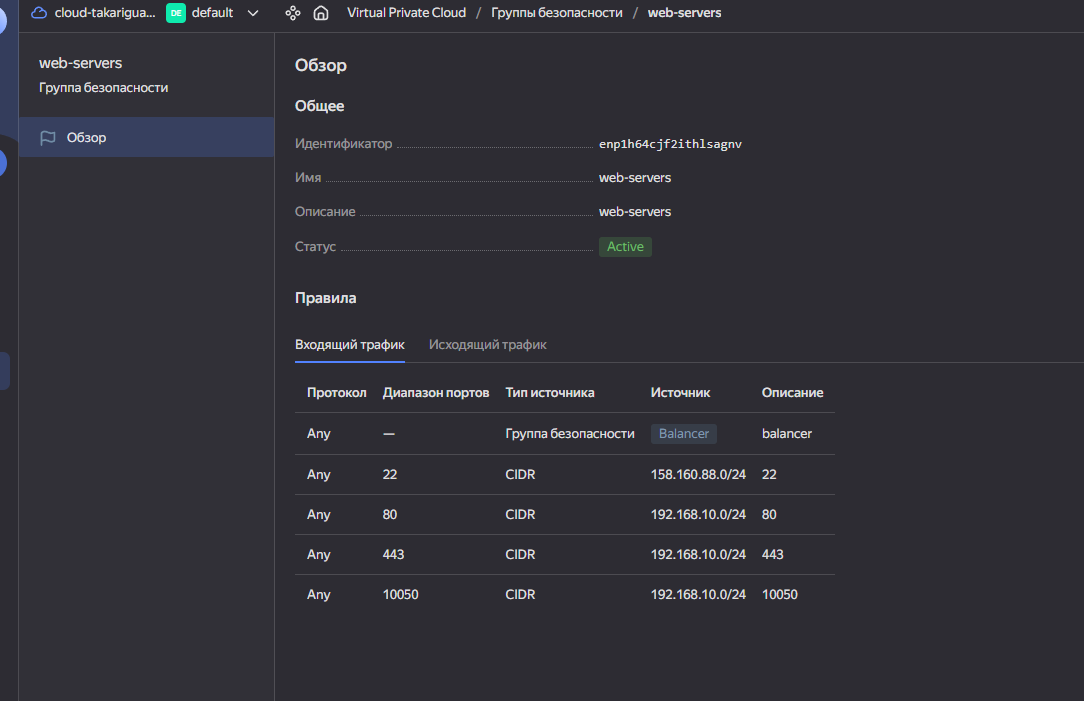 cloud-takarigua... DE default Virtual Private Cloud / Группы безопасности / web-servers
web-servers
Группа безопасности
Обзор
Обзор
Общее
Идентификатор enp1h64cjf2ithlsagnv
Имя web-servers
Описание web-servers
Статус Active
Правила
Входящий трафик Исходящий трафик
Протокол Диапазон портов Тип источника Источник Описание
Any — Группа безопасности Balancer balancer
Any 22 CIDR 158.160.88.0/24 22
Any 80 CIDR 192.168.10.0/24 80
Any 443 CIDR 192.168.10.0/24 443
Any 10050 CIDR 192.168.10.0/24 10050